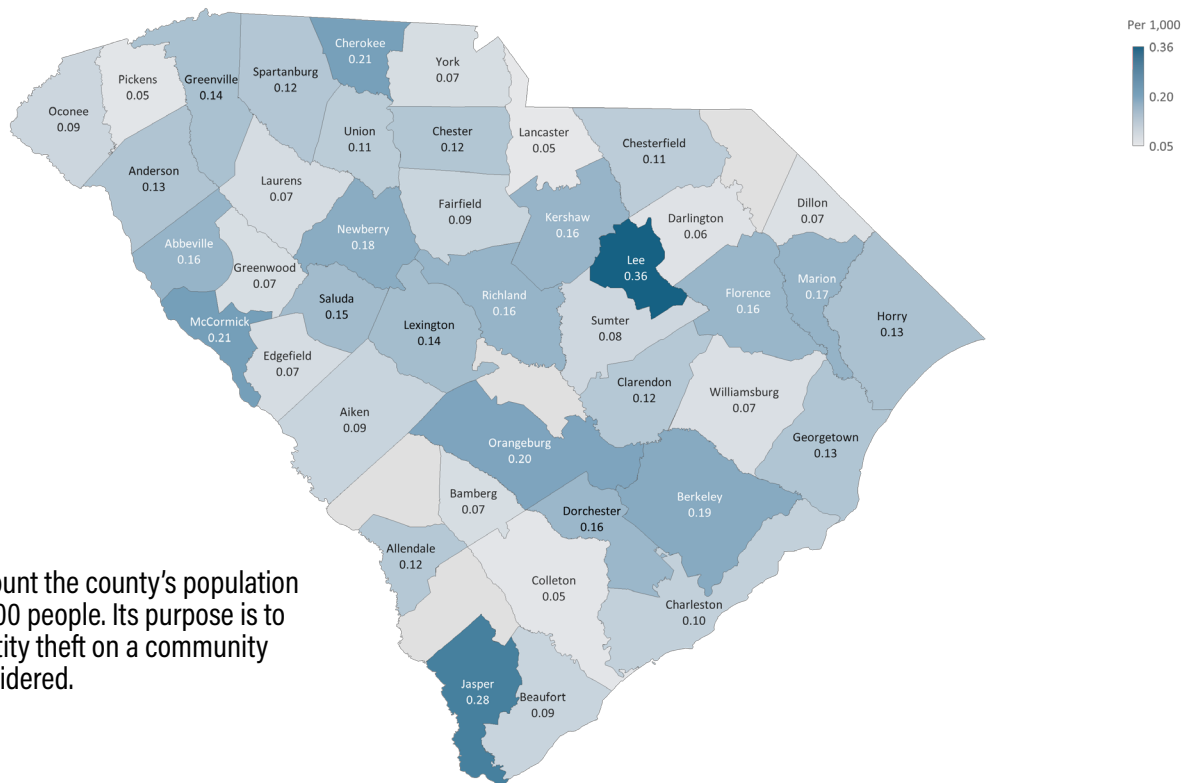 Per 1,000
0.36
0.20
0.05
Cherokee
0.21
York
0.07
Pickens
0.05
Greenville
0.14
Spartanburg
0.12
Oconee
0.09
Union
0.11
Chester
0.12
Lancaster
0.05
Chesterfield
0.11
Anderson
0.13
Laurens
0.07
Fairfield
0.09
Kershaw
0.16
Darlington
0.06
Dillon
0.07
Abbeville
0.16
Newberry
0.18
Greenwood
0.07
Lee
0.36
Marion
0.17
Florence
0.16
Richland
0.16
Saluda
0.15
McCormick
0.21
Lexington
0.14
Sumter
0.08
Horry
0.13
Edgefield
0.07
Clarendon
0.12
Williamsburg
0.07
Aiken
0.09
Orangeburg
0.20
Georgetown
0.13
Bamberg
0.07
Berkeley
0.19
Dorchester
0.16
Allendale
0.12
Colleton
0.05
Charleston
0.10
Jasper
0.28
Beaufort
0.09
ount the county's population
00 people. Its purpose is to
tity theft on a community
idered.